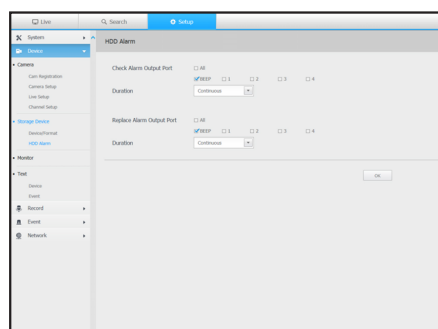 Live
Search
Setup
System
Device
Camera
Cam Registration
Camera Setup
Live Setup
Channel Setup
Storage Device
Device/Format
HDD Alarm
Monitor
Text
Device
Event
Record
Event
Network
HDD Alarm
Check Alarm Output Port All
BEEP 1 2 3 4
Duration Continuous
Replace Alarm Output Port All
BEEP 1 2 3 4
Duration Continuous
OK